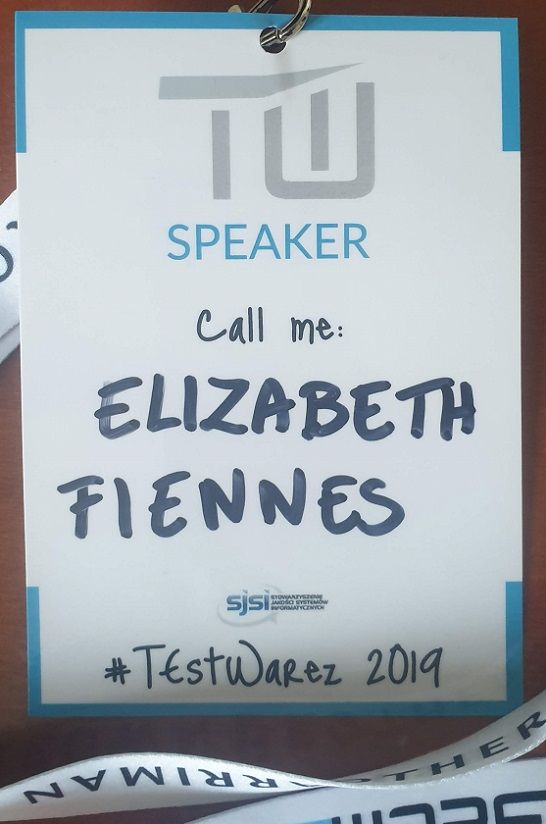 TW
SPEAKER
Call me:
ELIZABETH
FIENNES
sjsi STOWARZYSZENIE
JAKOŚCI SYSTEMÓW
INFORMATYCZNYCH
#TestWarez 2019